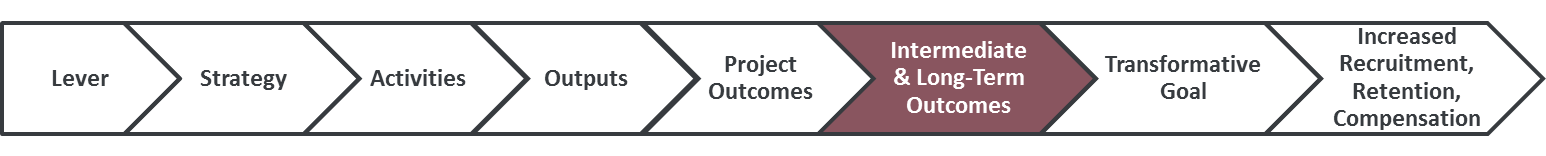 Lever
Strategy
Activities
Outputs
Project
Outcomes
Intermediate
& Long-Term
Outcomes
Transformative
Goal
Increased
Recruitment,
Retention,
Compensation